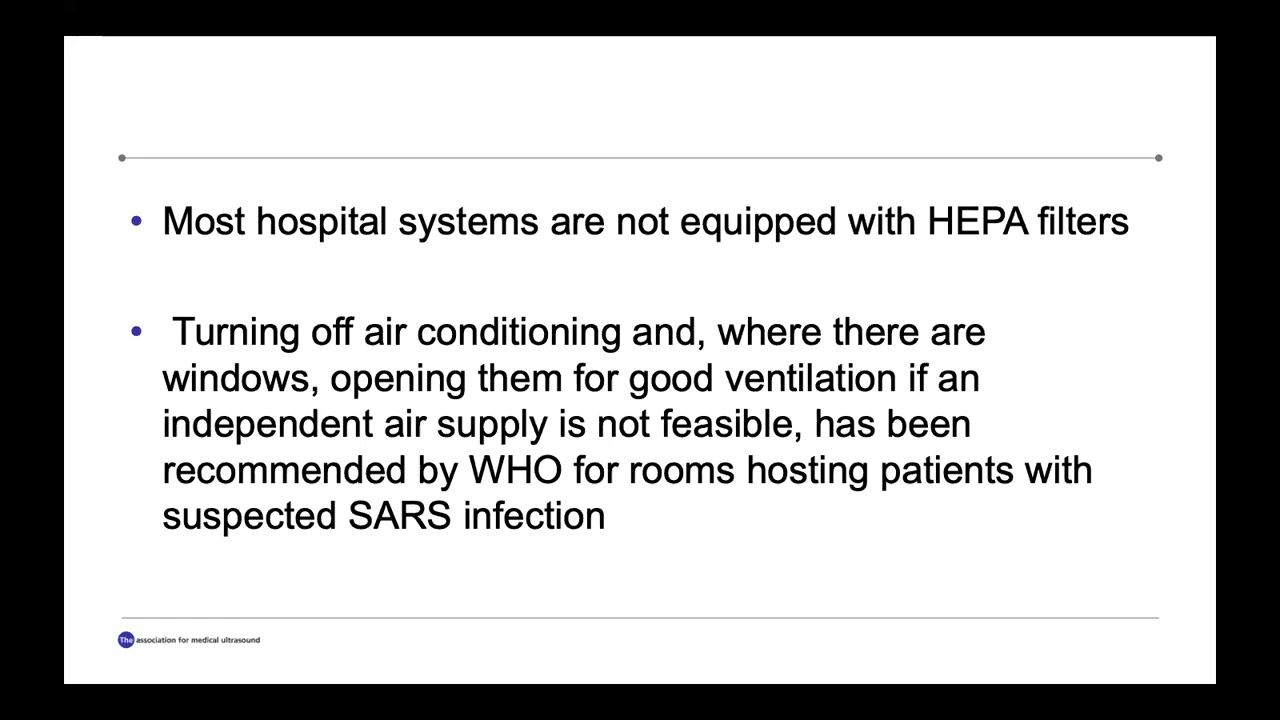 • Most hospital systems are not equipped with HEPA filters
• Turning off air conditioning and, where there are
windows, opening them for good ventilation if an
independent air supply is not feasible, has been
recommended by WHO for rooms hosting patients with
suspected SARS infection
The association for medical ultrasound